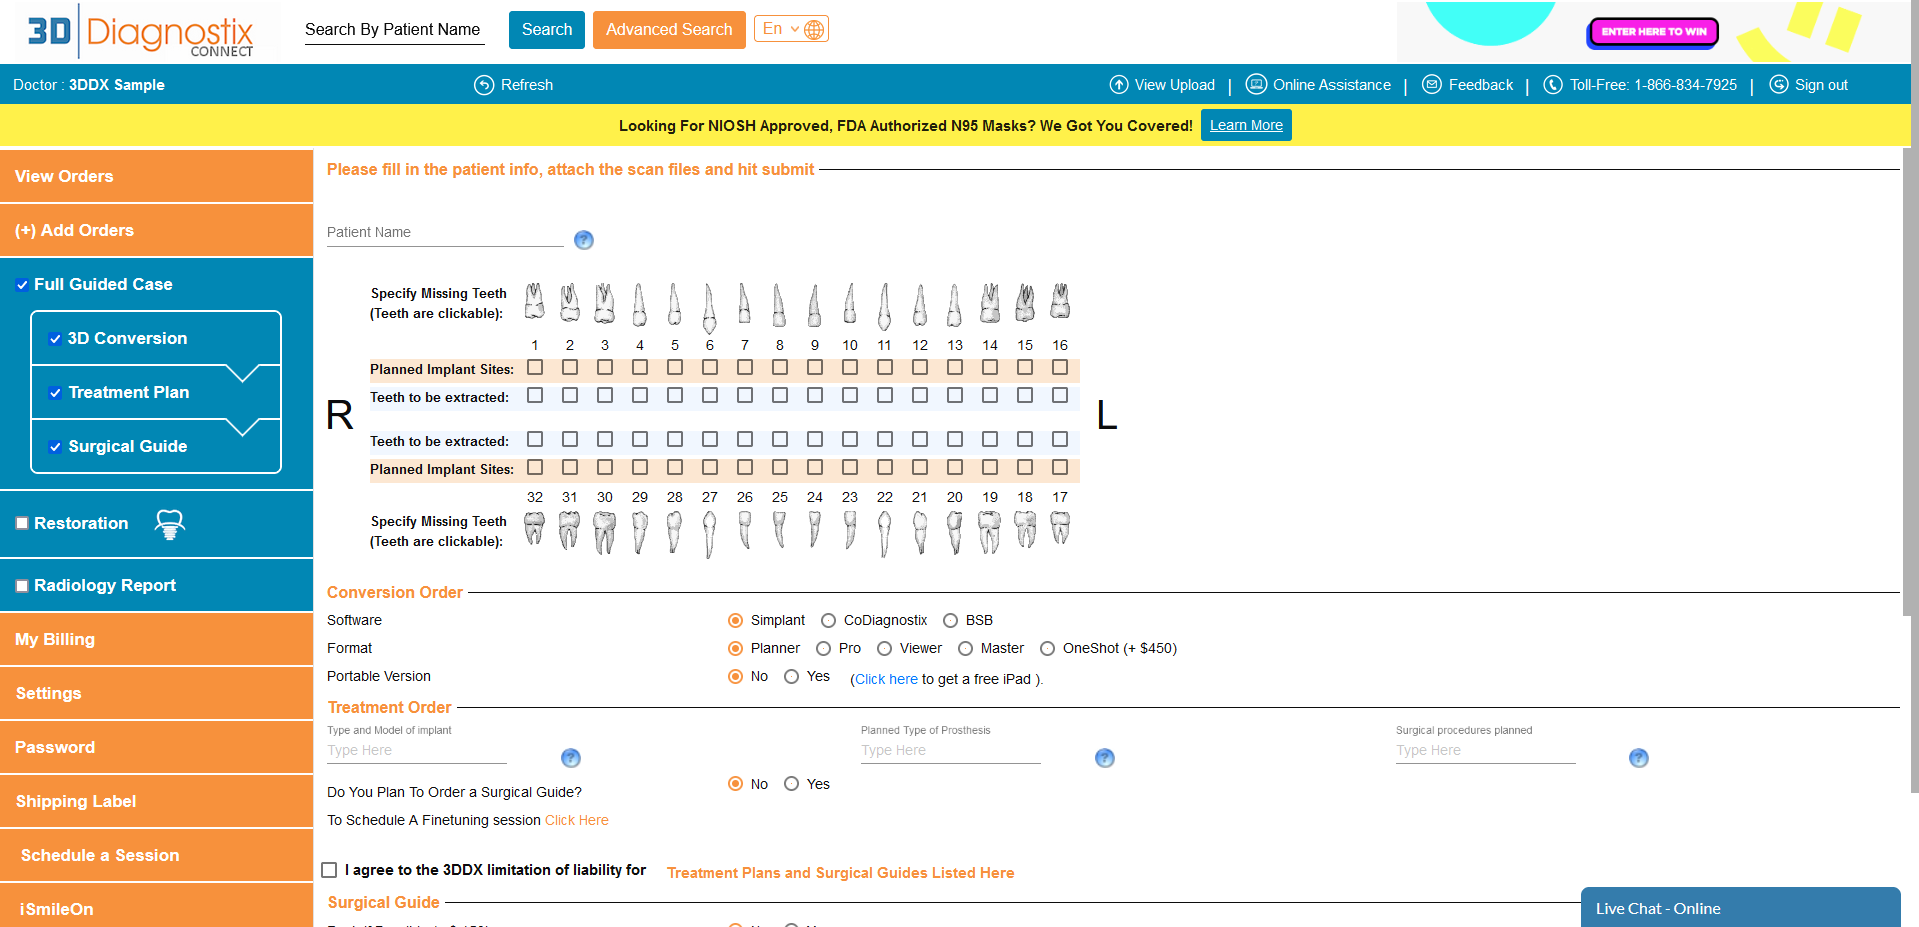 3D Diagnostix CONNECT
Search By Patient Name Search Advanced Search En
ENTER HERE TO WIN
Doctor : 3DDX Sample Refresh View Upload | Online Assistance | Feedback | Toll-Free: 1-866-834-7925 | Sign out
Looking For NIOSH Approved, FDA Authorized N95 Masks? We Got You Covered! Learn More
View Orders
(+) Add Orders
Full Guided Case
3D Conversion
Treatment Plan
Surgical Guide
Restoration
Radiology Report
My Billing
Settings
Password
Shipping Label
Schedule a Session
iSmileOn
Please fill in the patient info, attach the scan files and hit submit
Patient Name ?
Specify Missing Teeth
(Teeth are clickable):
1 2 3 4 5 6 7 8 9 10 11 12 13 14 15 16
Planned Implant Sites:
Teeth to be extracted:
R L
Teeth to be extracted:
Planned Implant Sites:
32 31 30 29 28 27 26 25 24 23 22 21 20 19 18 17
Specify Missing Teeth
(Teeth are clickable):
Conversion Order
Software Simplant CoDiagnostix BSB
Format Planner Pro Viewer Master OneShot (+ $450)
Portable Version No Yes (Click here to get a free iPad ).
Treatment Order
Type and Model of implant Planned Type of Prosthesis Surgical procedures planned
Type Here ? Type Here ? Type Here ?
Do You Plan To Order a Surgical Guide? No Yes
To Schedule A Finetuning session Click Here
I agree to the 3DDX limitation of liability for Treatment Plans and Surgical Guides Listed Here
Surgical Guide
Live Chat - Online